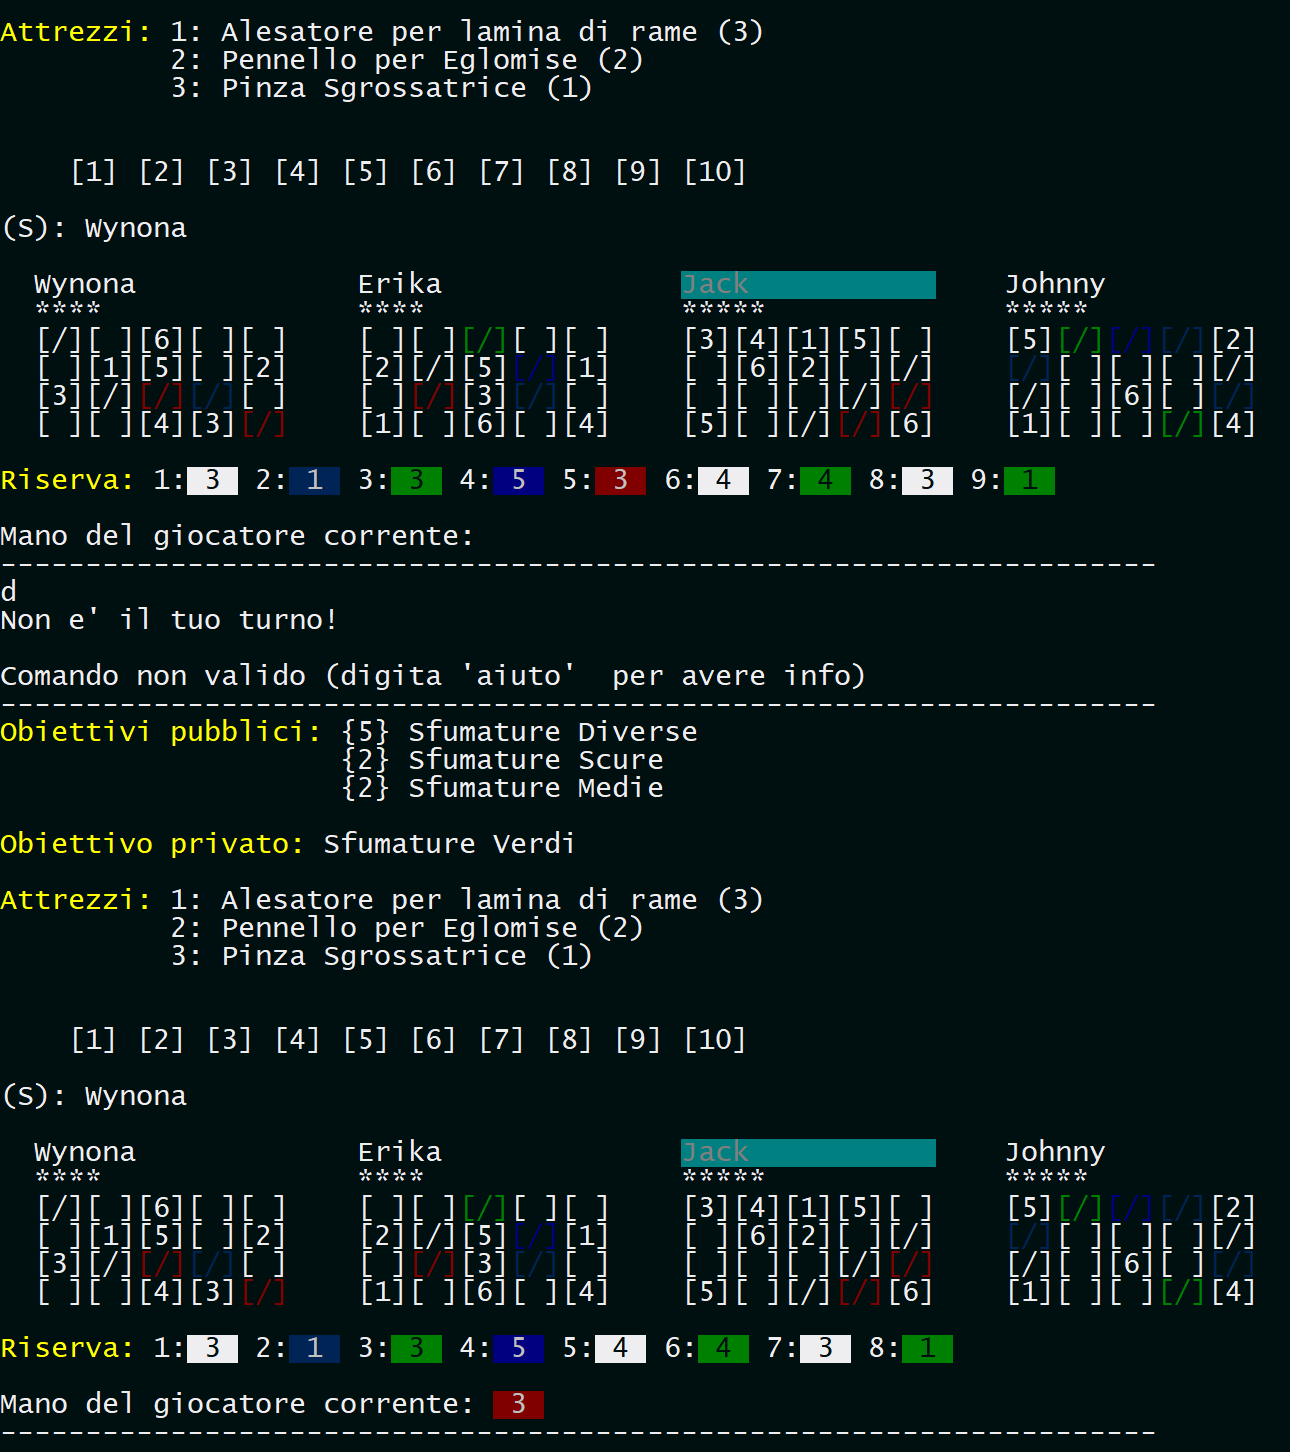 Attrezzi: 1: Alesatore per lamina di rame (3)
2: Pennello per Eglomise (2)
3: Pinza Sgrossatrice (1)
[1] [2] [3] [4] [5] [6] [7] [8] [9] [10]
(S): Wynona
Wynona Erika Jack Johnny
**** **** ***** *****
[/][ ][6][ ][ ] [ ][ ][/][ ][ ] [3][4][1][5][ ] [5][/][/][/][2]
[ ][1][5][ ][2] [2][/][5][/][1] [ ][6][2][ ][/] [/][ ][ ][ ][/]
[3][/][/][/][ ] [ ][/][3][/][ ] [ ][ ][ ][/][/] [/][ ][6][ ][/]
[ ][ ][4][3][/] [1][ ][6][ ][4] [5][ ][/][/][6] [1][ ][ ][/][4]
Riserva: 1: 3 2: 1 3: 3 4: 5 5: 3 6: 4 7: 4 8: 3 9: 1
Mano del giocatore corrente:
--------------------------------------------------------------------
d
Non e' il tuo turno!
Comando non valido (digita 'aiuto'  per avere info)
--------------------------------------------------------------------
Obiettivi pubblici: {5} Sfumature Diverse
{2} Sfumature Scure
{2} Sfumature Medie
Obiettivo privato: Sfumature Verdi
Attrezzi: 1: Alesatore per lamina di rame (3)
2: Pennello per Eglomise (2)
3: Pinza Sgrossatrice (1)
[1] [2] [3] [4] [5] [6] [7] [8] [9] [10]
(S): Wynona
Wynona Erika Jack Johnny
**** **** ***** *****
[/][ ][6][ ][ ] [ ][ ][/][ ][ ] [3][4][1][5][ ] [5][/][/][/][2]
[ ][1][5][ ][2] [2][/][5][/][1] [ ][6][2][ ][/] [/][ ][ ][ ][/]
[3][/][/][/][ ] [ ][/][3][/][ ] [ ][ ][ ][/][/] [/][ ][6][ ][/]
[ ][ ][4][3][/] [1][ ][6][ ][4] [5][ ][/][/][6] [1][ ][ ][/][4]
Riserva: 1: 3 2: 1 3: 3 4: 5 5: 4 6: 4 7: 3 8: 1
Mano del giocatore corrente: 3
--------------------------------------------------------------------